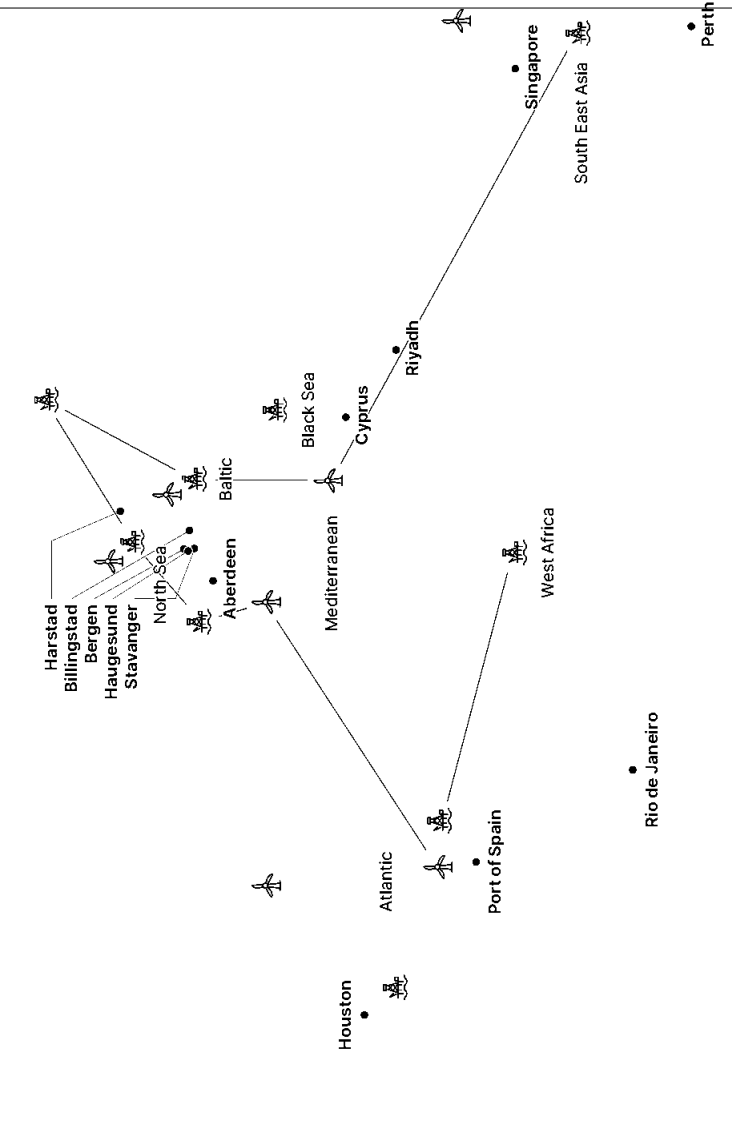 Harstad
Billingstad
Bergen
Haugesund
Stavanger
North Sea
Aberdeen
Baltic
Black Sea
Mediterranean
Cyprus
Riyadh
Singapore
South East Asia
Perth
Houston
Atlantic
Port of Spain
West Africa
Rio de Janeiro